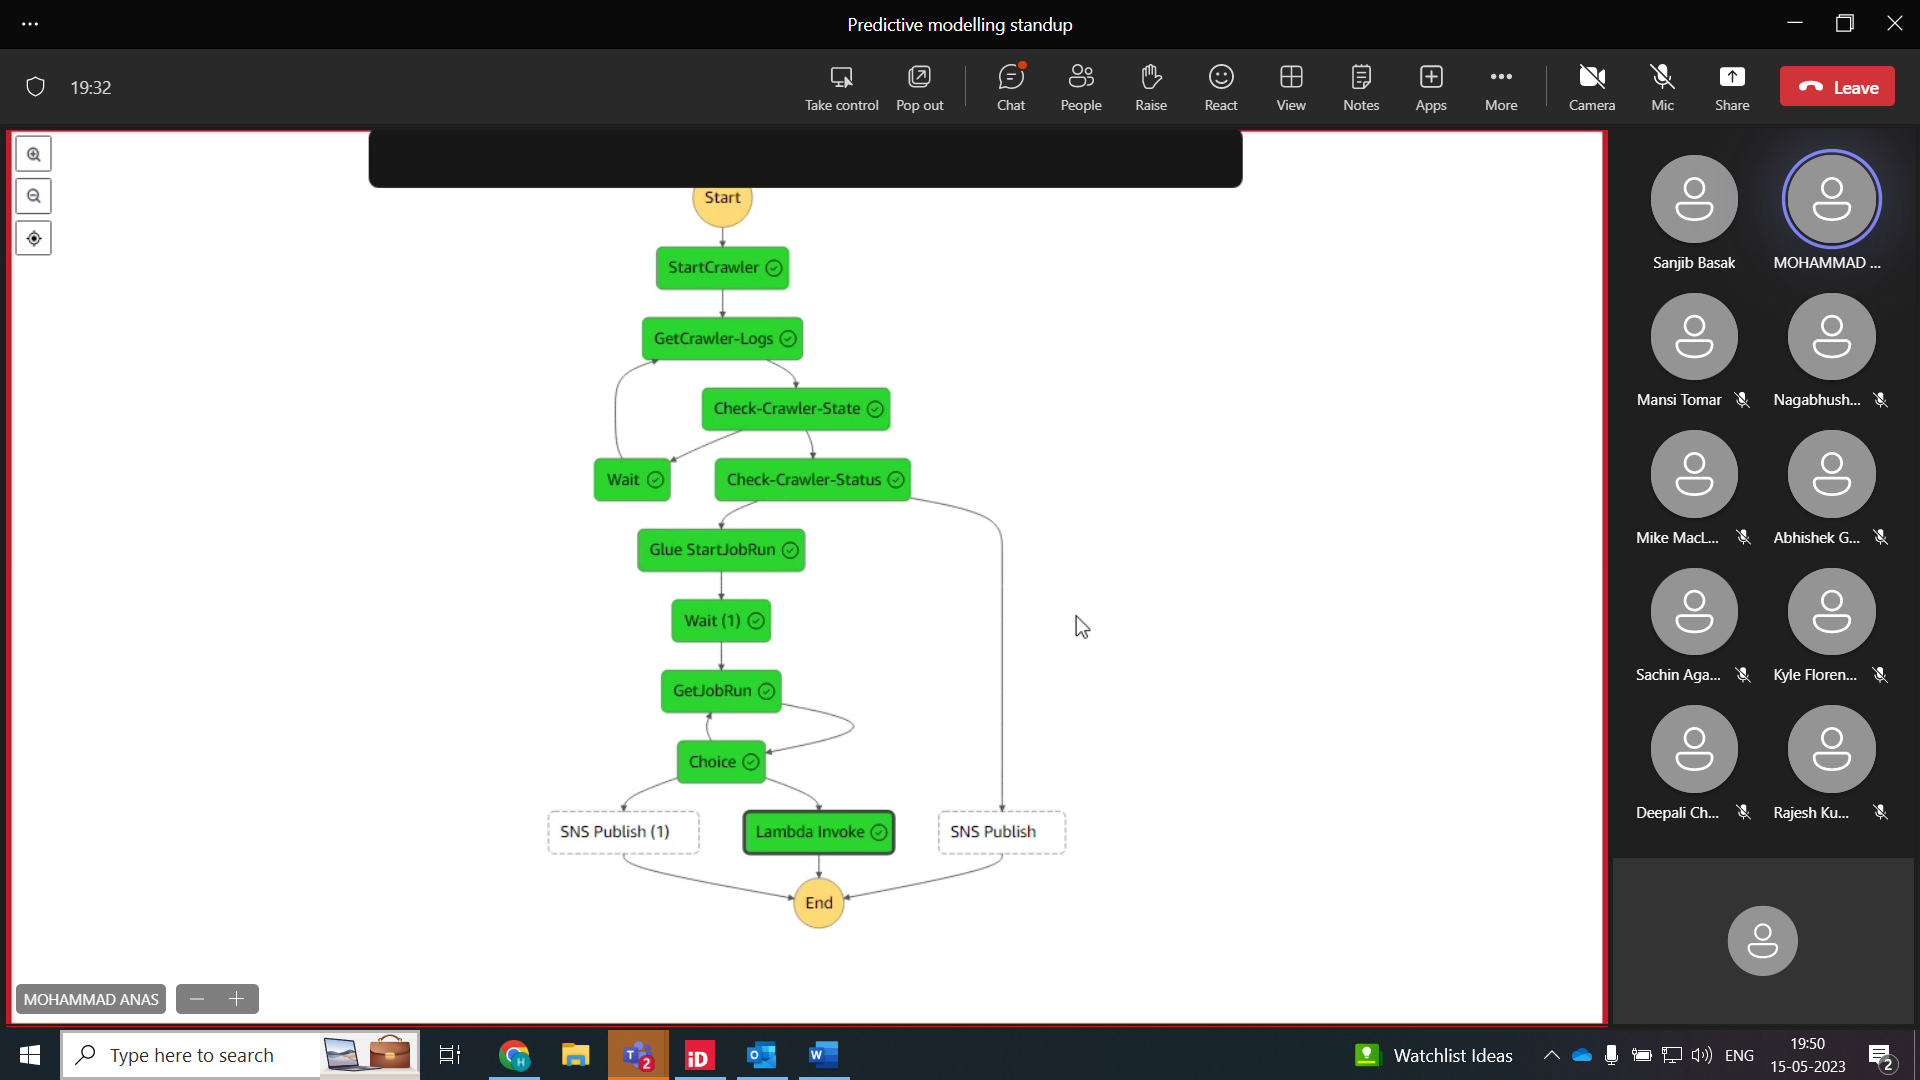 Predictive modelling standup
19:32
Take control
Pop out
Chat
People
Raise
React
View
Notes
Apps
More
Camera
Mic
Share
Leave
Start
StartCrawler
GetCrawler-Logs
Check-Crawler-State
Wait
Check-Crawler-Status
Glue StartJobRun
Wait (1)
GetJobRun
Choice
SNS Publish (1)
Lambda Invoke
SNS Publish
End
Sanjib Basak
MOHAMMAD ...
Mansi Tomar
Nagabhush...
Mike MacL...
Abhishek G...
Sachin Aga...
Kyle Floren...
Deepali Ch...
Rajesh Ku...
MOHAMMAD ANAS
Type here to search
H
T
2
iD
O
W
Watchlist Ideas
ENG
19:50
15-05-2023
2